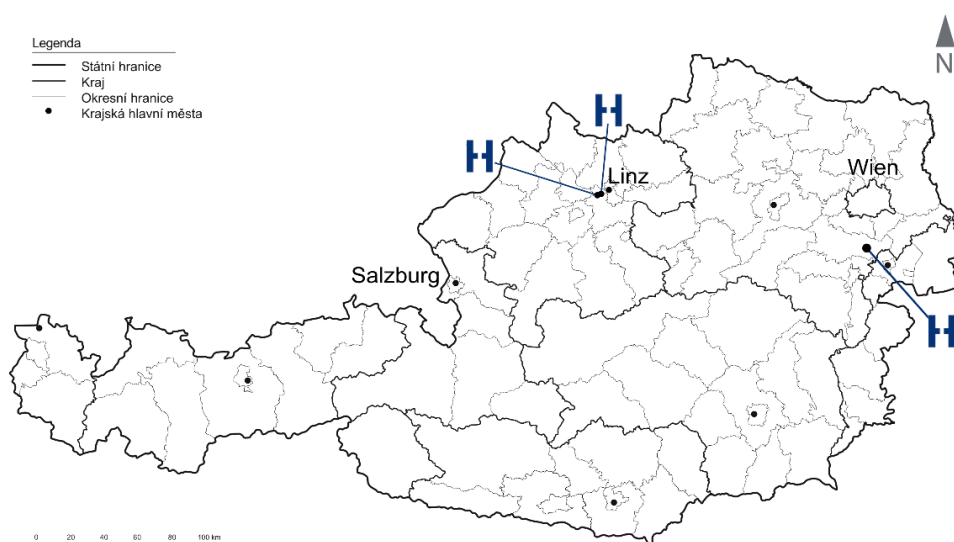 Legenda
Státní hranice
Kraj
Okresní hranice
Krajská hlavní města
N
H
H
Linz
Wien
Salzburg
H
0 20 40 60 80 100 km